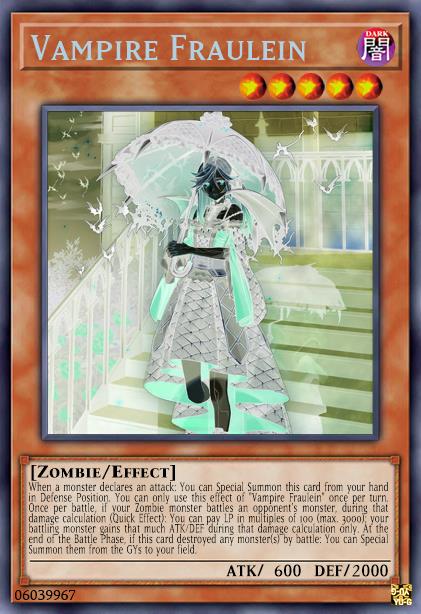 VAMPIRE FRAULEIN
DARK
闇
[ZOMBIE/EFFECT]
When a monster declares an attack: You can Special Summon this card from your hand
in Defense Position. You can only use this effect of "Vampire Fraulein" once per turn.
Once per battle, if your Zombie monster battles an opponent's monster, during that
damage calculation (Quick Effect): You can pay LP in multiples of 100 (max. 3000); your
battling monster gains that much ATK/DEF during that damage calculation only. At the
end of the Battle Phase, if this card destroyed any monster(s) by battle: You can Special
Summon them from the GYs to your field.
ATK/ 600 DEF/2000
06039967